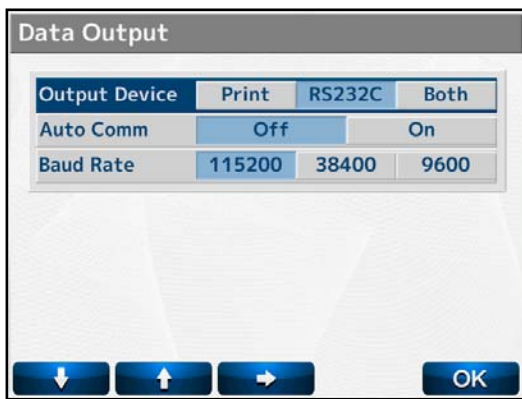 Data Output
Output Device Print RS232C Both
Auto Comm Off On
Baud Rate 115200 38400 9600
OK